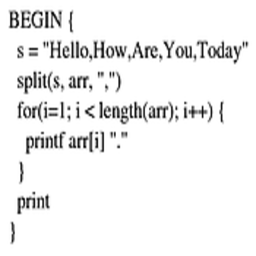 BEGIN {
s = "Hello,How,Are,You,Today"
split(s, arr, ",")
for(i=1; i < length(arr); i++) {
printf arr[i] "."
}
print
}